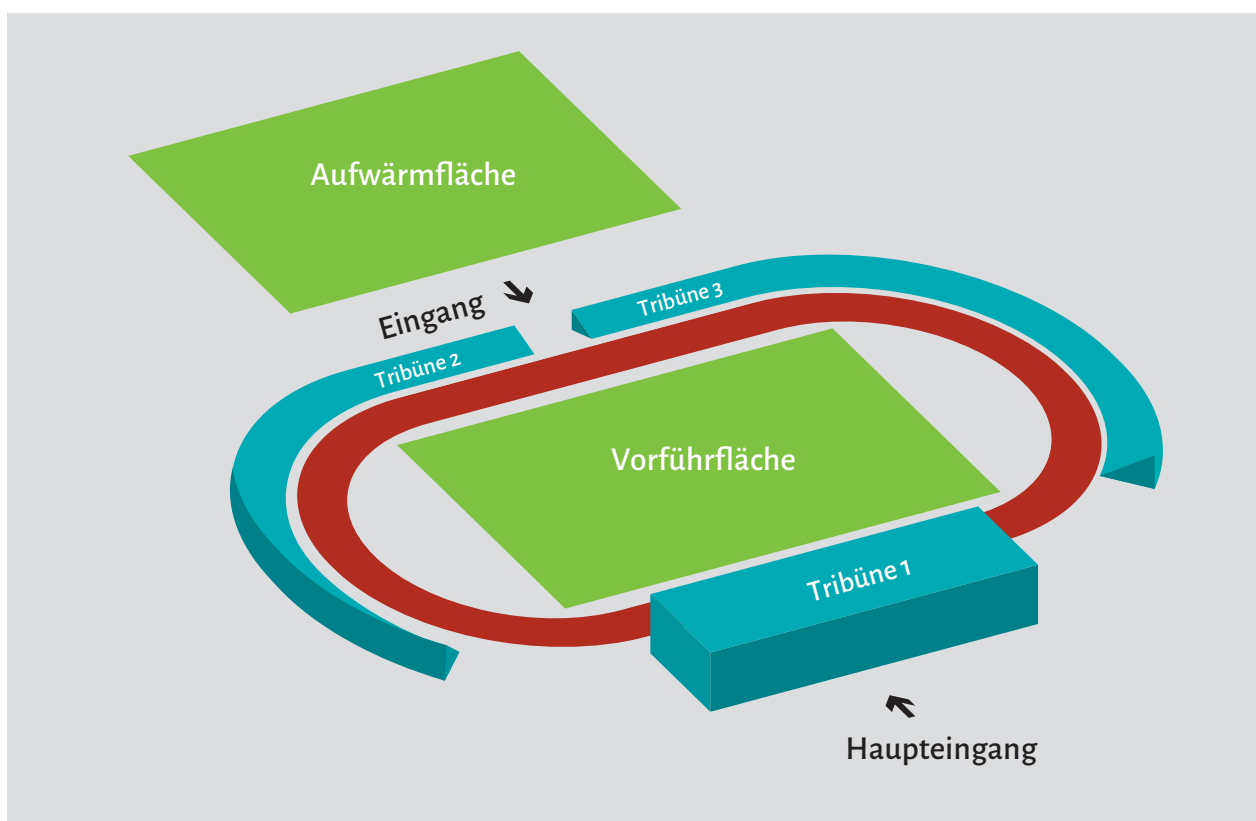 Aufwärmfläche
Eingang
Tribüne 3
Tribüne 2
Vorführfläche
Tribüne 1
Haupteingang